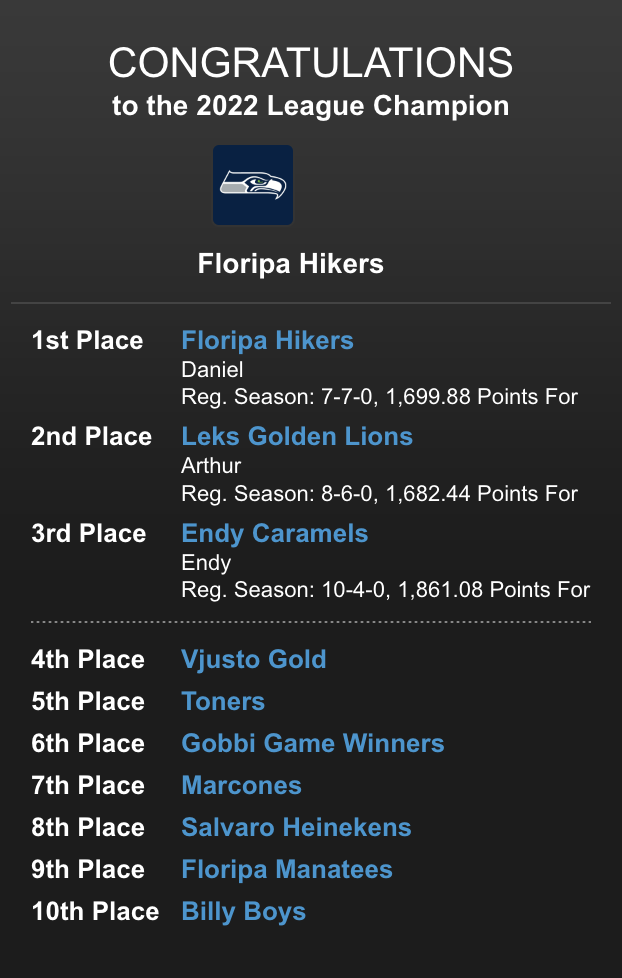 CONGRATULATIONS
to the 2022 League Champion
Floripa Hikers
1st Place Floripa Hikers
Daniel
Reg. Season: 7-7-0, 1,699.88 Points For
2nd Place Leks Golden Lions
Arthur
Reg. Season: 8-6-0, 1,682.44 Points For
3rd Place Endy Caramels
Endy
Reg. Season: 10-4-0, 1,861.08 Points For
4th Place Vjusto Gold
5th Place Toners
6th Place Gobbi Game Winners
7th Place Marcones
8th Place Salvaro Heinekens
9th Place Floripa Manatees
10th Place Billy Boys